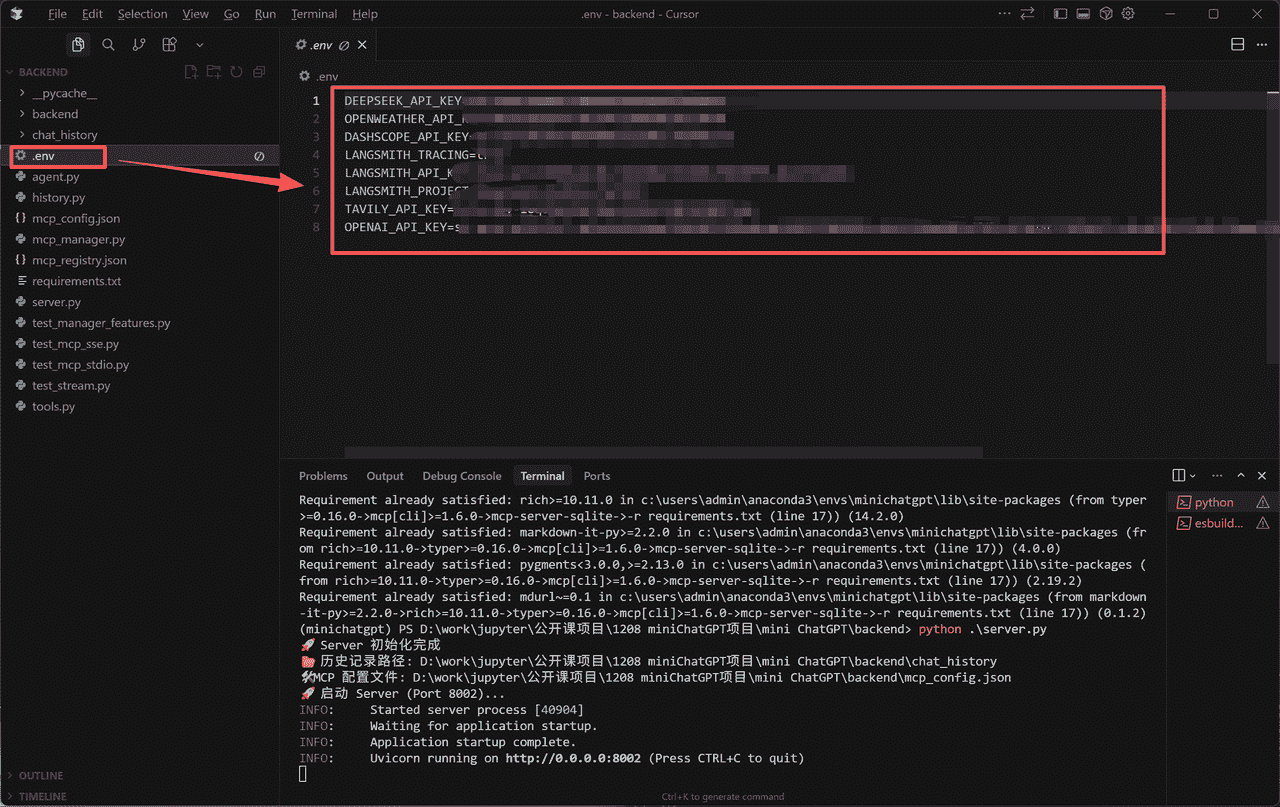 File Edit Selection View Go Run Terminal Help
.env - backend - Cursor
.env
BACKEND
.env
__pycache__
backend
chat_history
.env
agent.py
history.py
mcp_config.json
mcp_manager.py
mcp_registry.json
requirements.txt
server.py
test_manager_features.py
test_mcp_sse.py
test_mcp_stdio.py
test_stream.py
tools.py
OUTLINE
TIMELINE
1 DEEPSEEK_API_KEY
2 OPENWEATHER_API_
3 DASHSCOPE_API_KEY=
4 LANGSMITH_TRACING=
5 LANGSMITH_API_K
6 LANGSMITH_PROJECT
7 TAVILY_API_KEY=
8 OPENAI_API_KEY=s
Problems Output Debug Console Terminal Ports
Requirement already satisfied: rich>=10.11.0 in c:\users\admin\anaconda3\envs\minichatgpt\lib\site-packages (from typer
>=0.16.0->mcp[cli]>=1.6.0->mcp-server-sqlite->-r requirements.txt (line 17)) (14.2.0)
Requirement already satisfied: markdown-it-py>=2.2.0 in c:\users\admin\anaconda3\envs\minichatgpt\lib\site-packages (fr
om rich>=10.11.0->typer>=0.16.0->mcp[cli]>=1.6.0->mcp-server-sqlite->-r requirements.txt (line 17)) (4.0.0)
Requirement already satisfied: pygments<3.0.0,>=2.13.0 in c:\users\admin\anaconda3\envs\minichatgpt\lib\site-packages (
from rich>=10.11.0->typer>=0.16.0->mcp[cli]>=1.6.0->mcp-server-sqlite->-r requirements.txt (line 17)) (2.19.2)
Requirement already satisfied: mdurl~=0.1 in c:\users\admin\anaconda3\envs\minichatgpt\lib\site-packages (from markdown
-it-py>=2.2.0->rich>=10.11.0->typer>=0.16.0->mcp[cli]>=1.6.0->mcp-server-sqlite->-r requirements.txt (line 17)) (0.1.2)
(minichatgpt) PS D:\work\jupyter\公开课项目\1208 miniChatGPT项目\mini ChatGPT\backend> python .\server.py
🚀 Server 初始化完成
📂 历史记录路径: D:\work\jupyter\公开课项目\1208 miniChatGPT项目\mini ChatGPT\backend\chat_history
🛠MCP 配置文件: D:\work\jupyter\公开课项目\1208 miniChatGPT项目\mini ChatGPT\backend\mcp_config.json
🚀 启动 Server (Port 8002)...
INFO: Started server process [40904]
INFO: Waiting for application startup.
INFO: Application startup complete.
INFO: Uvicorn running on http://0.0.0.0:8002 (Press CTRL+C to quit)
python
esbuild...
Ctrl+K to generate command